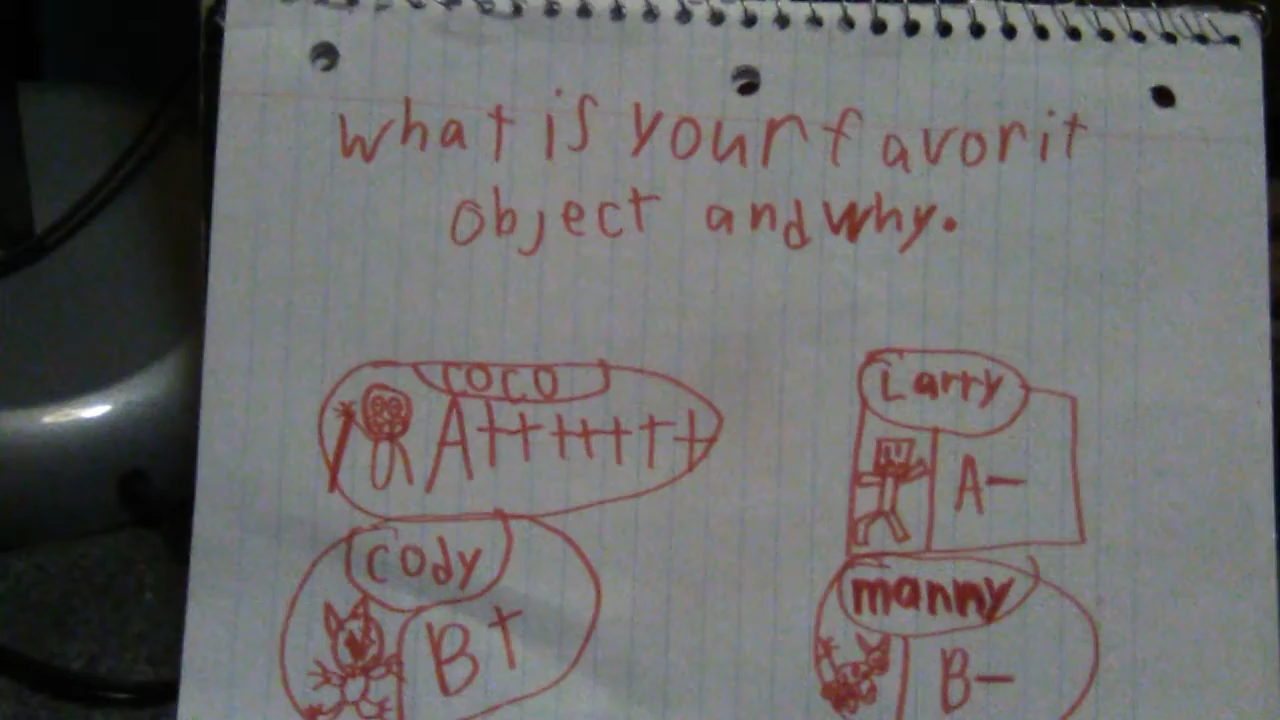 what is your favorit
object and why.
coco
A+++++++
Larry
A-
cody
B+
manny
B-